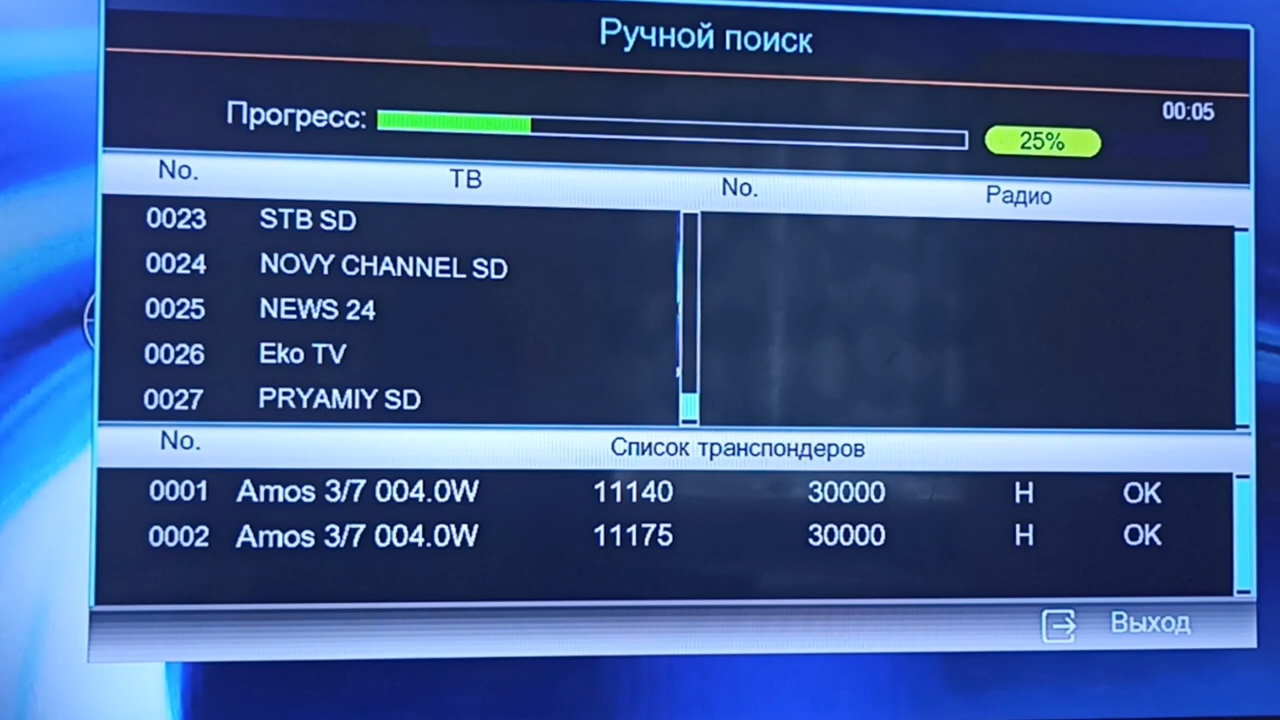 Ручной поиск
00:05
Прогресс: 25%
No. ТВ No. Радио
0023 STB SD
0024 NOVY CHANNEL SD
0025 NEWS 24
0026 Eko TV
0027 PRYAMIY SD
No. Список транспондеров
0001 Amos 3/7 004.0W 11140 30000 H OK
0002 Amos 3/7 004.0W 11175 30000 H OK
Выход